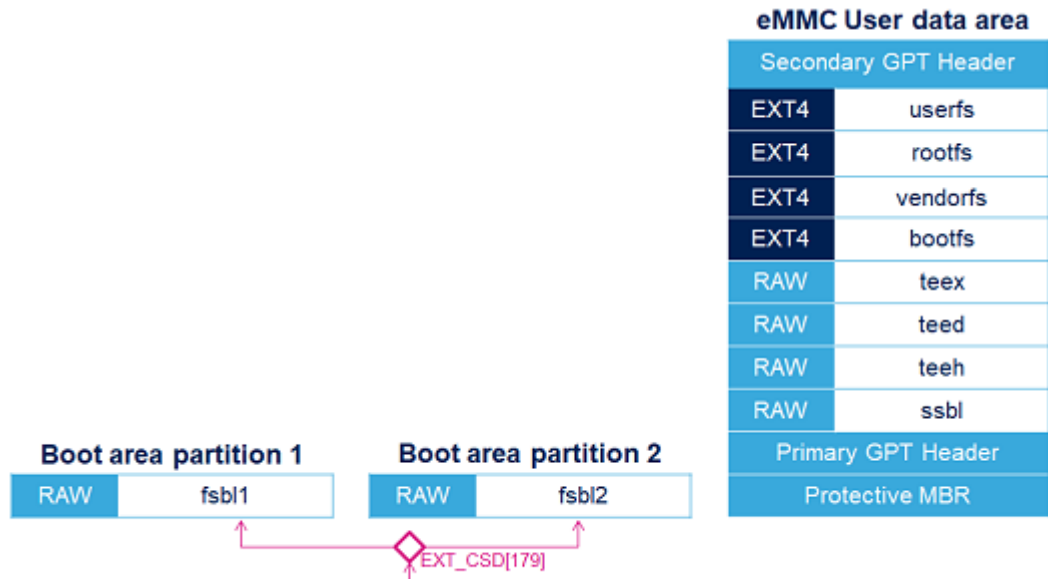 eMMC User data area
Secondary GPT Header
EXT4 userfs
EXT4 rootfs
EXT4 vendorfs
EXT4 bootfs
RAW teex
RAW teed
RAW teeh
RAW ssbl
Primary GPT Header
Protective MBR
Boot area partition 1
RAW fsbl1
Boot area partition 2
RAW fsbl2
EXT_CSD[179]